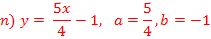 n) y = 5x/4 − 1,  a = 5/4, b = −1